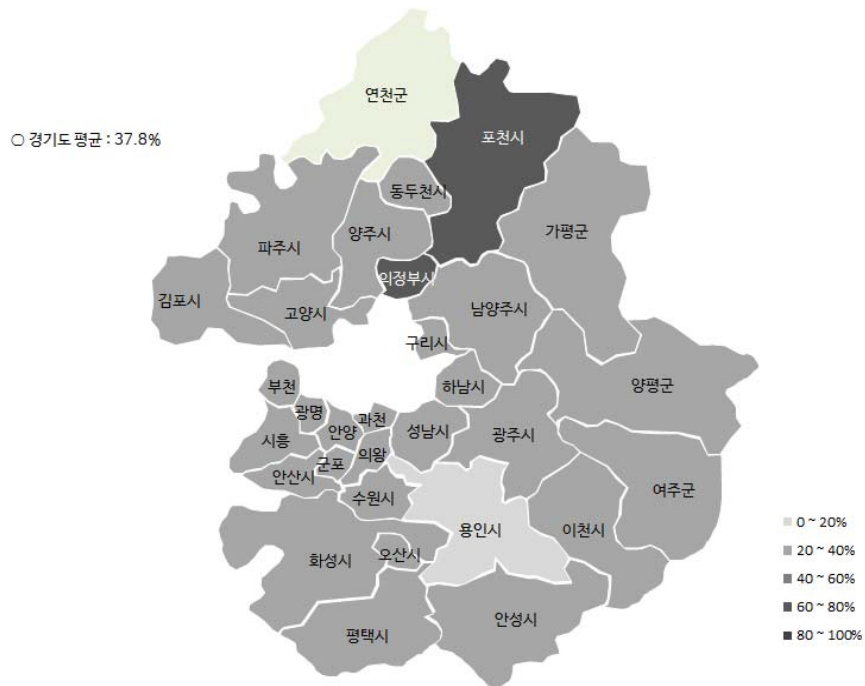 연천군
포천시
○ 경기도 평균 : 37.8%
동두천시
가평군
양주시
파주시
의정부시
김포시
고양시
남양주시
구리시
부천
하남시
양평군
광명
과천
안양
성남시
광주시
시흥
의왕
군포
안산시
여주군
수원시
용인시
이천시
화성시
오산시
안성시
평택시
0 ~ 20%
20 ~ 40%
40 ~ 60%
60 ~ 80%
80 ~ 100%